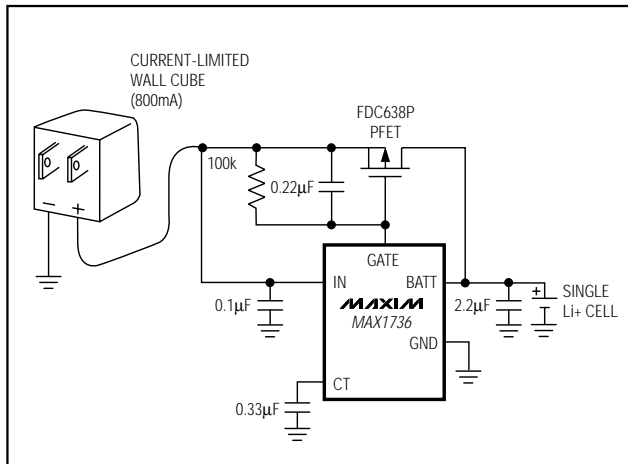 CURRENT-LIMITED
WALL CUBE
(800mA)
FDC638P
PFET
100k
0.22µF
GATE
IN
BATT
0.1µF
MAXIM
MAX1736
2.2µF
+
SINGLE
Li+ CELL
GND
CT
0.33µF
− +